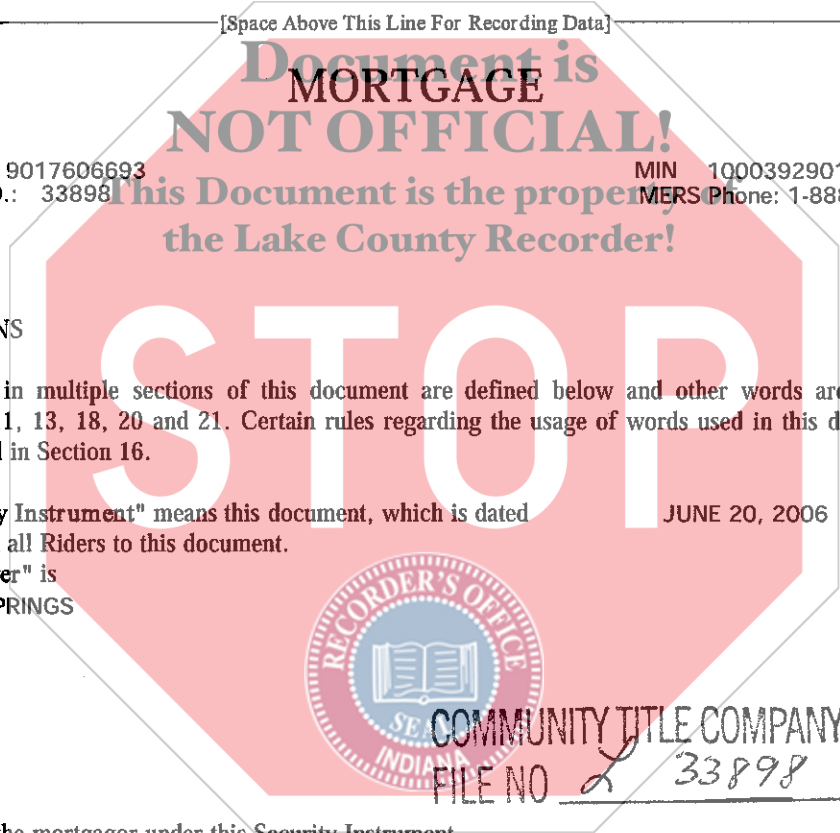 [Space Above This Line For Recording Data]
Document is
MORTGAGE
NOT OFFICIAL!
9017606693 MIN 1000392901
.: 33898 MERS Phone: 1-88
This Document is the property of
the Lake County Recorder!
NS
STOP
in multiple sections of this document are defined below and other words are
1, 13, 18, 20 and 21. Certain rules regarding the usage of words used in this d
in Section 16.
y Instrument" means this document, which is dated JUNE 20, 2006
all Riders to this document.
er" is
PRINGS
RECORDER'S OFFICE
SEAL
INDIANA
COMMUNITY TITLE COMPANY
FILE NO L 33898
the mortgagor under this Security Instrument